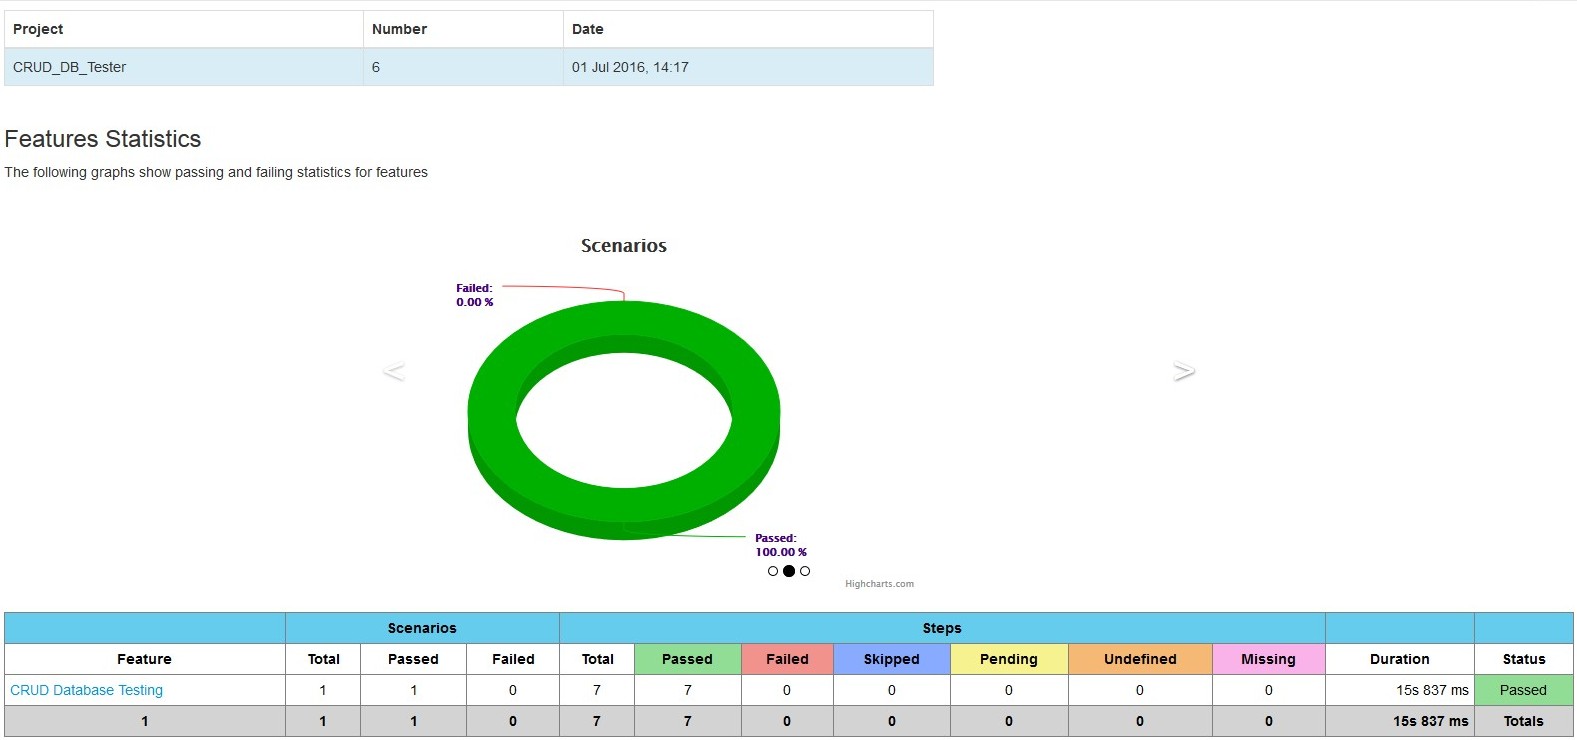 Project Number Date
CRUD_DB_Tester 6 01 Jul 2016, 14:17
Features Statistics
The following graphs show passing and failing statistics for features
Scenarios
Failed:
0.00 %
< >
Passed:
100.00 %
Highcharts.com
Scenarios Steps
Feature Total Passed Failed Total Passed Failed Skipped Pending Undefined Missing Duration Status
CRUD Database Testing 1 1 0 7 7 0 0 0 0 0 15s 837 ms Passed
1 1 1 0 7 7 0 0 0 0 0 15s 837 ms Totals